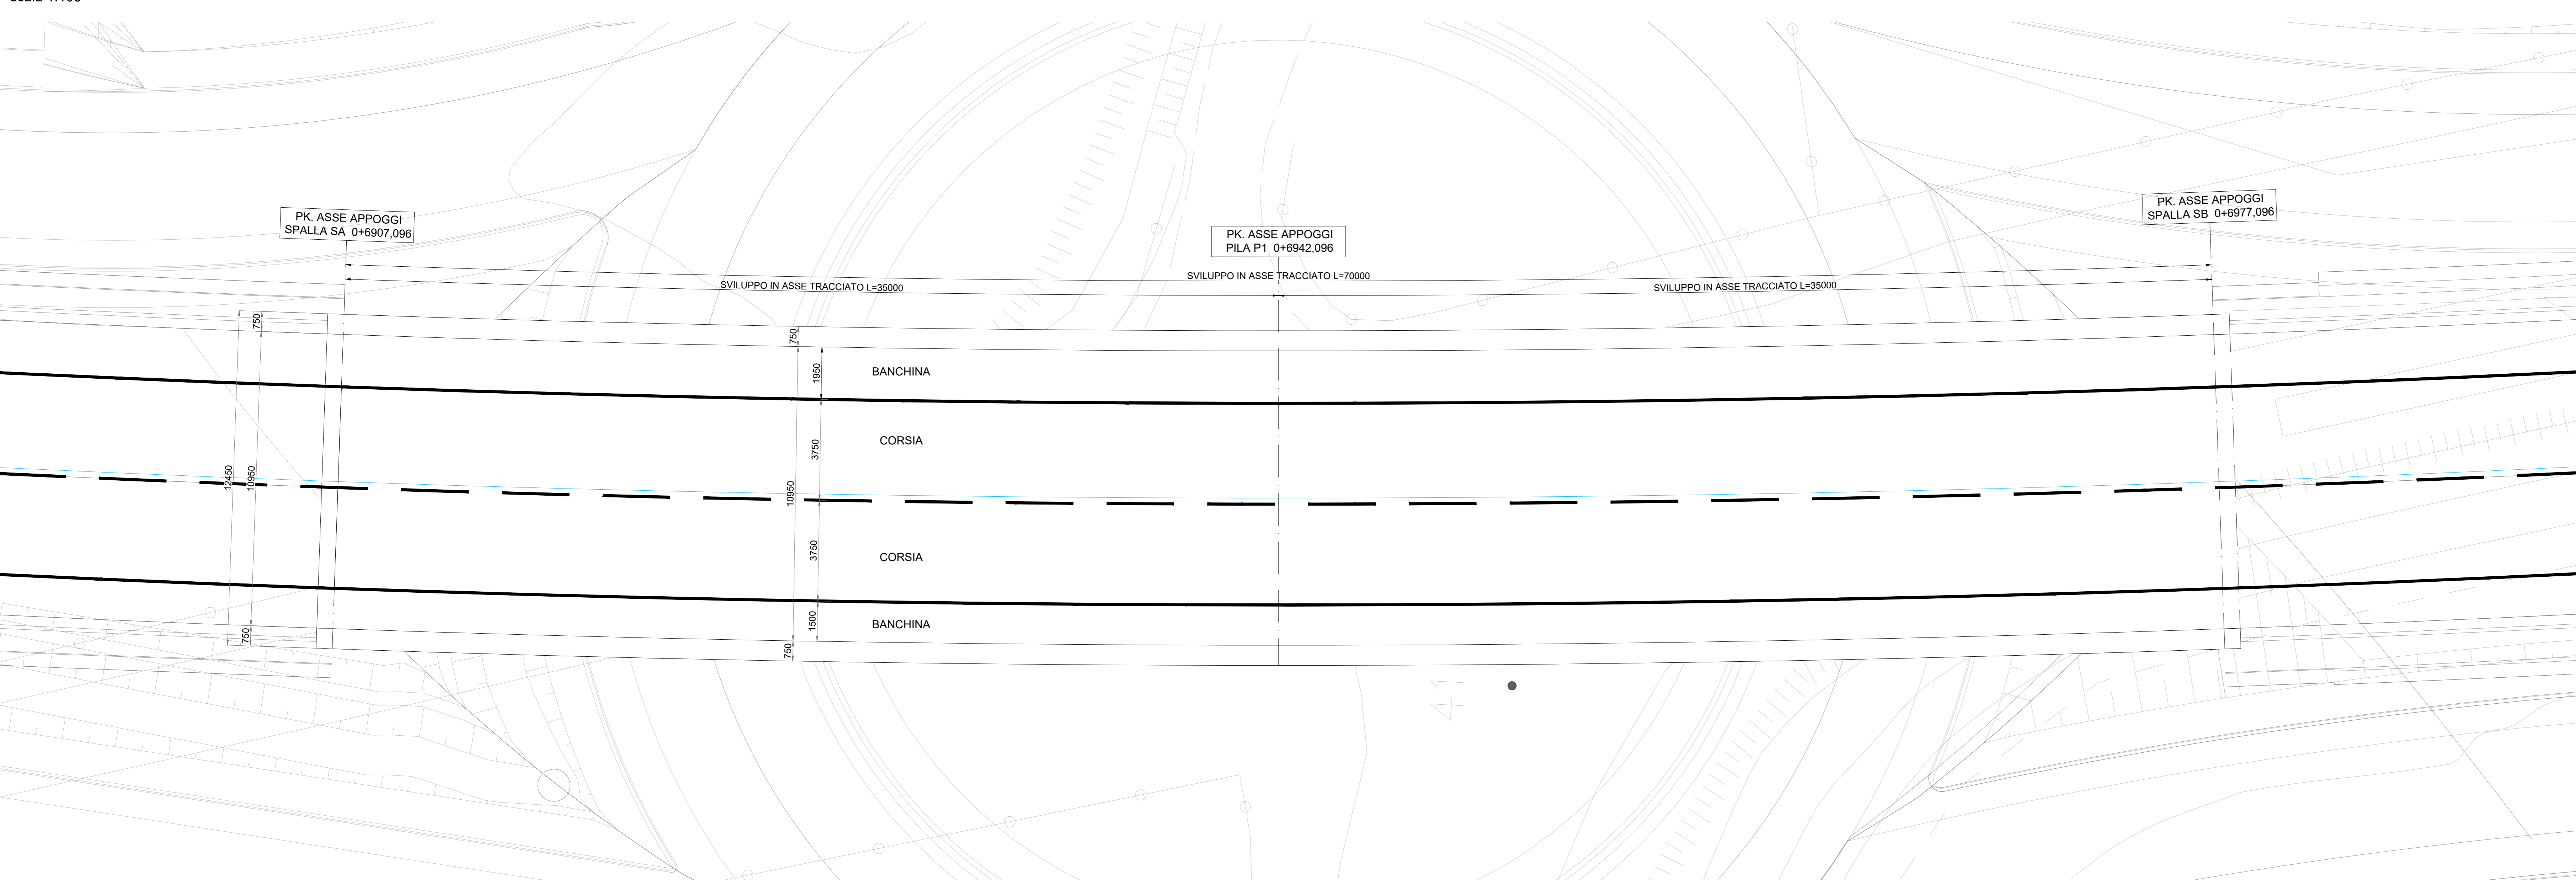 PK. ASSE APPOGGI
SPALLA SA 0+6907,096
PK. ASSE APPOGGI
PILA P1 0+6942,096
PK. ASSE APPOGGI
SPALLA SB 0+6977,096
SVILUPPO IN ASSE TRACCIATO L=70000
SVILUPPO IN ASSE TRACCIATO L=35000
SVILUPPO IN ASSE TRACCIATO L=35000
750
750
1950
BANCHINA
3750
CORSIA
12450
10950
10950
3750
CORSIA
1500
BANCHINA
750
750